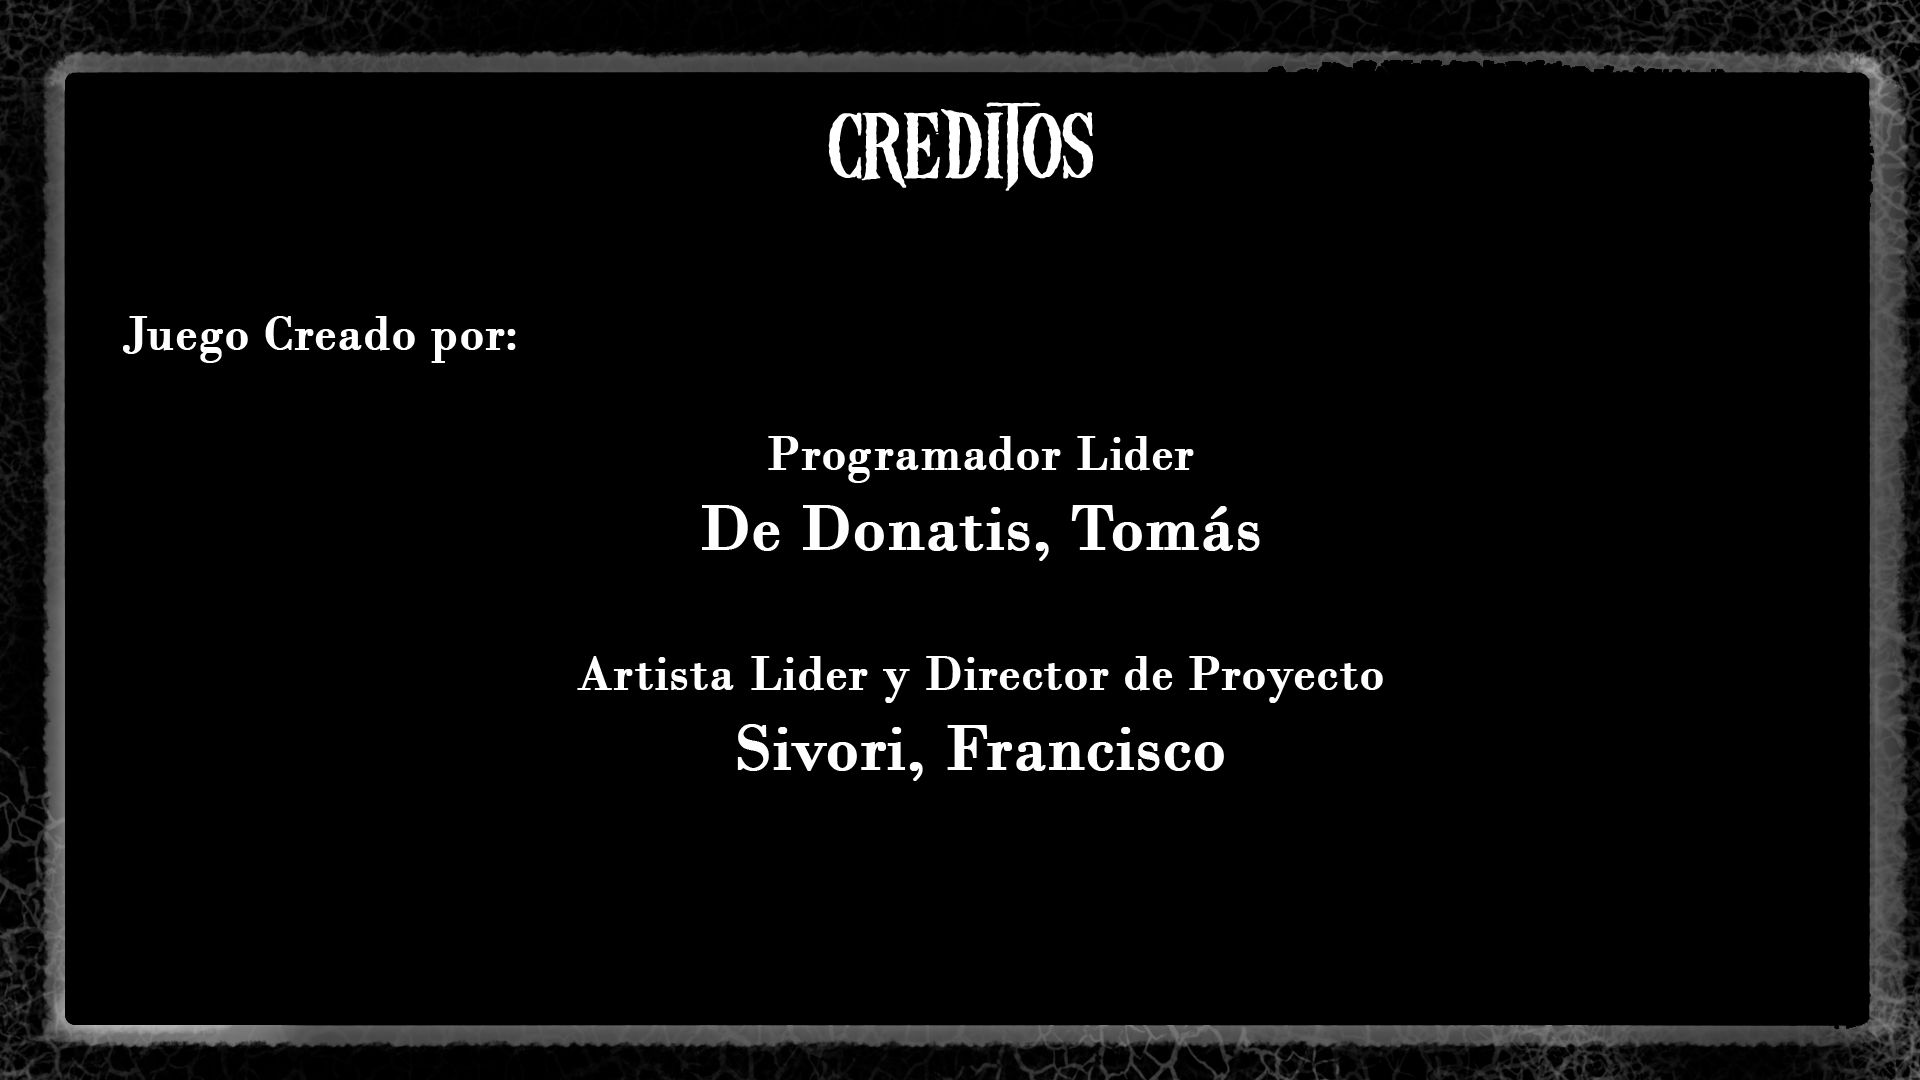 CREDITOS
Juego Creado por:
Programador Lider
De Donatis, Tomás
Artista Lider y Director de Proyecto
Sivori, Francisco